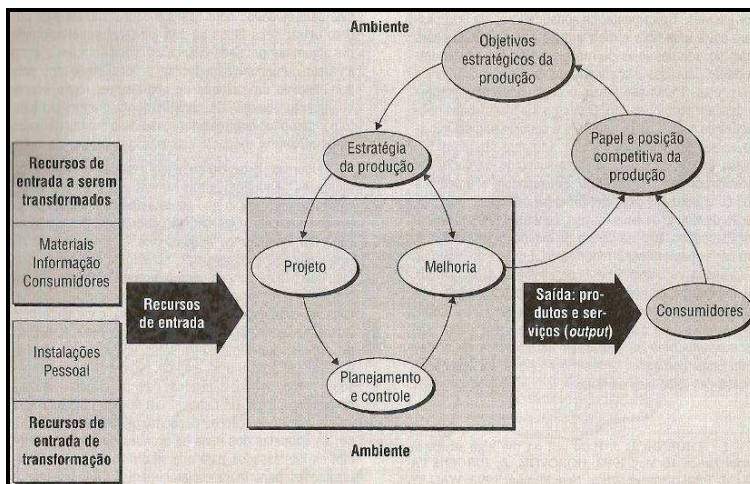 Ambiente
Objetivos
estratégicos da
produção
Estratégia
da produção
Papel e posição
competitiva da
produção
Recursos de
entrada a serem
transformados
Materiais
Informação
Consumidores
Instalações
Pessoal
Recursos de
entrada de
transformação
Recursos
de entrada
Projeto
Melhoria
Planejamento
e controle
Saída: pro-
dutos e ser-
viços (output)
Consumidores
Ambiente